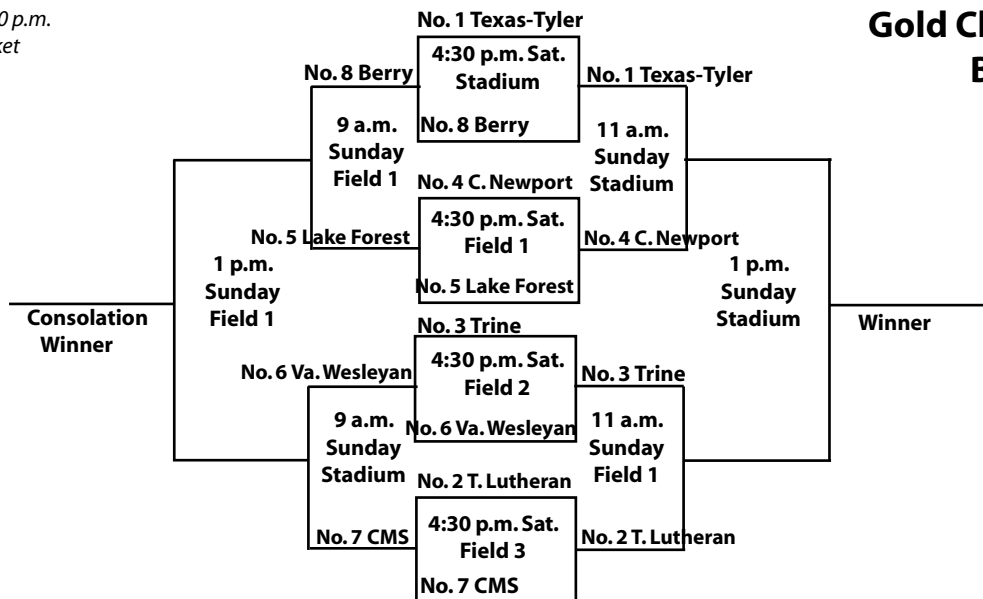 0 p.m.
ket
Gold Cl
B
No. 1 Texas-Tyler
4:30 p.m. Sat.
Stadium
No. 8 Berry
No. 8 Berry
No. 1 Texas-Tyler
9 a.m.
Sunday
Field 1
11 a.m.
Sunday
Stadium
No. 4 C. Newport
4:30 p.m. Sat.
Field 1
No. 5 Lake Forest
No. 5 Lake Forest
No. 4 C. Newport
1 p.m.
Sunday
Field 1
1 p.m.
Sunday
Stadium
Consolation
Winner
Winner
No. 3 Trine
4:30 p.m. Sat.
Field 2
No. 6 Va. Wesleyan
No. 6 Va. Wesleyan
No. 3 Trine
9 a.m.
Sunday
Stadium
11 a.m.
Sunday
Field 1
No. 2 T. Lutheran
4:30 p.m. Sat.
Field 3
No. 7 CMS
No. 7 CMS
No. 2 T. Lutheran